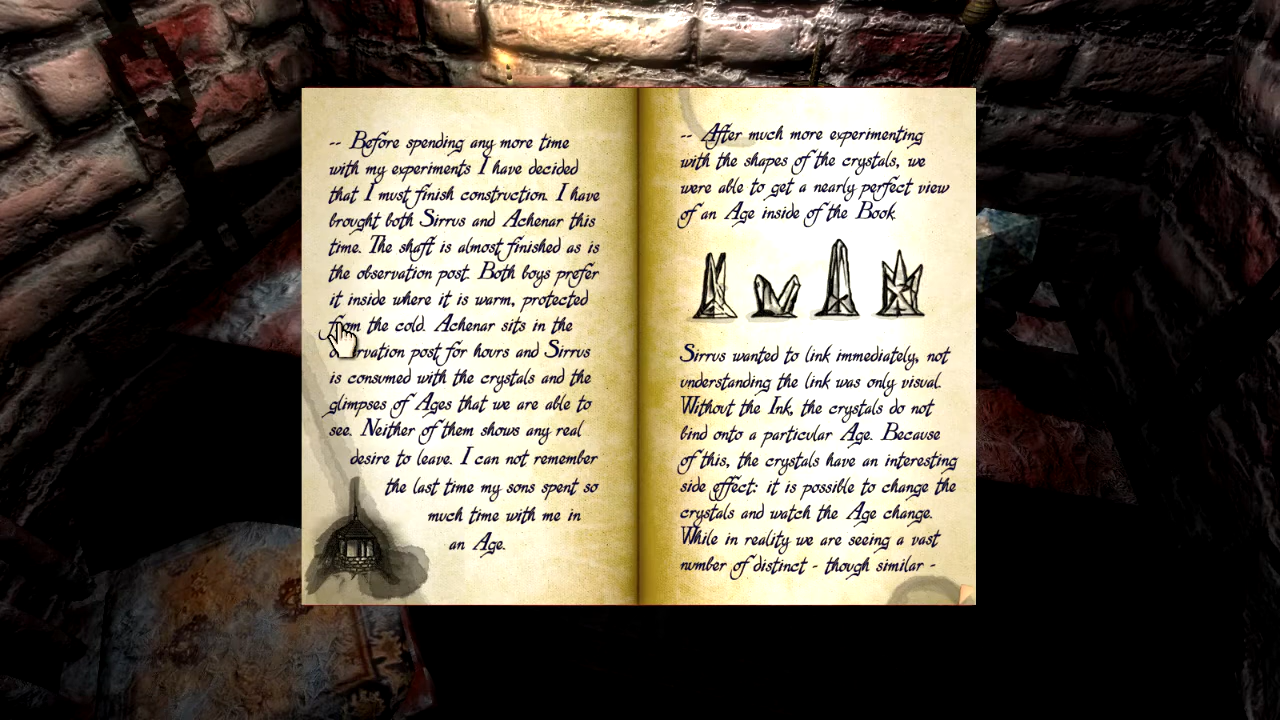 -- Before spending any more time
with my experiments I have decided
that I must finish construction. I have
brought both Sirrus and Achenar this
time. The shaft is almost finished as is
the observation post. Both boys prefer
it inside where it is warm, protected
from the cold. Achenar sits in the
observation post for hours and Sirrus
is consumed with the crystals and the
glimpses of Ages that we are able to
see. Neither of them shows any real
desire to leave. I can not remember
the last time my sons spent so
much time with me in
an Age.
-- After much more experimenting
with the shapes of the crystals, we
were able to get a nearly perfect view
of an Age inside of the Book.
Sirrus wanted to link immediately, not
understanding the link was only visual.
Without the Ink, the crystals do not
bind onto a particular Age. Because
of this, the crystals have an interesting
side effect: it is possible to change the
crystals and watch the Age change.
While in reality we are seeing a vast
number of distinct - though similar -